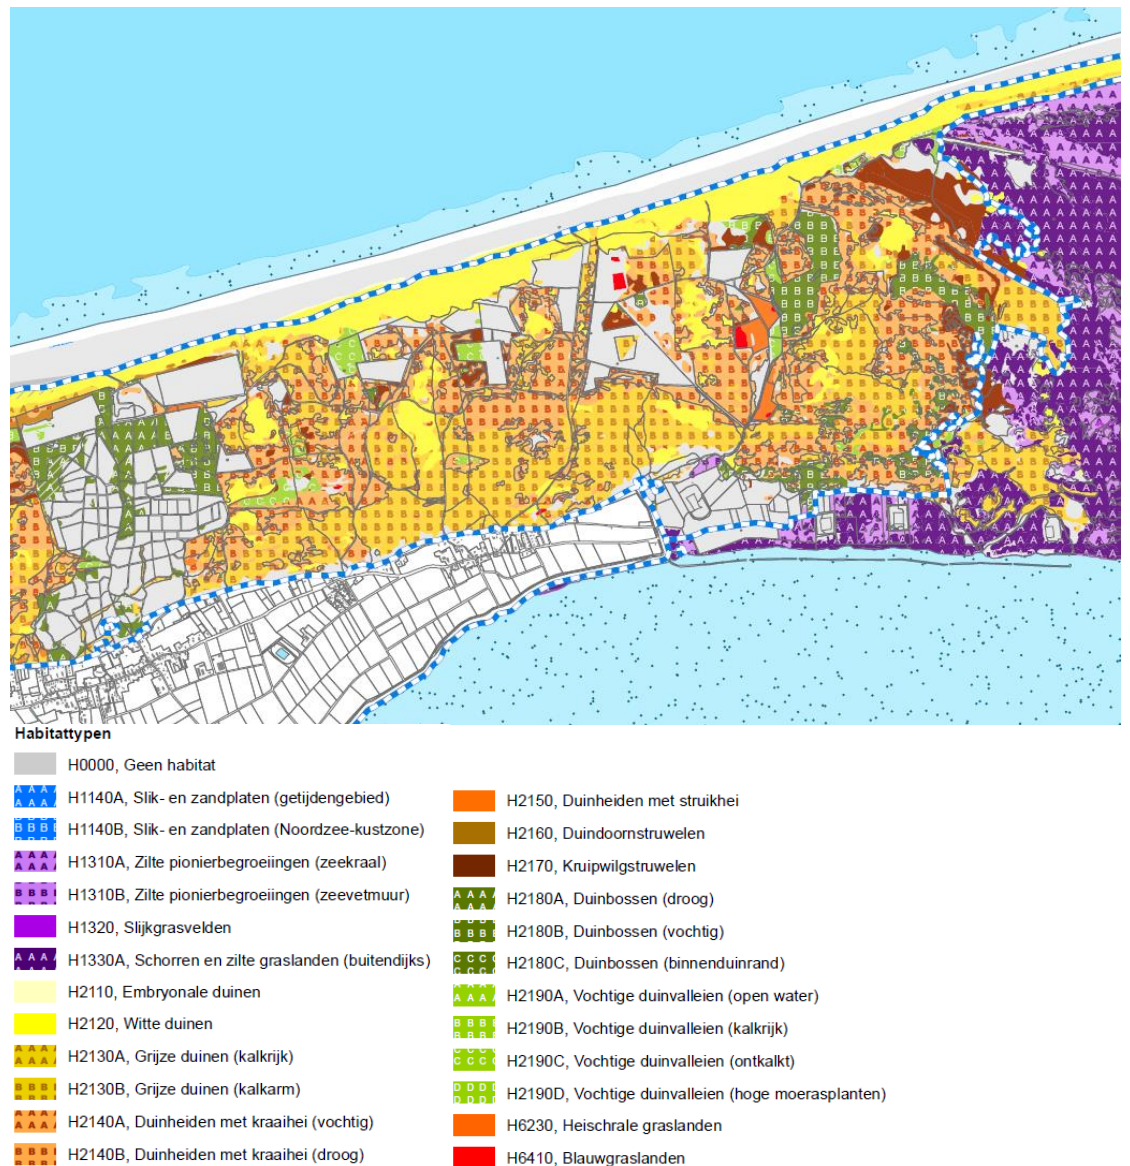 Habitattypen
H0000, Geen habitat
H1140A, Slik- en zandplaten (getijdengebied)
H1140B, Slik- en zandplaten (Noordzee-kustzone)
H1310A, Zilte pionierbegroeiingen (zeekraal)
H1310B, Zilte pionierbegroeiingen (zeevetmuur)
H1320, Slijkgrasvelden
H1330A, Schorren en zilte graslanden (buitendijks)
H2110, Embryonale duinen
H2120, Witte duinen
H2130A, Grijze duinen (kalkrijk)
H2130B, Grijze duinen (kalkarm)
H2140A, Duinheiden met kraaihei (vochtig)
H2140B, Duinheiden met kraaihei (droog)
H2150, Duinheiden met struikhei
H2160, Duindoornstruwelen
H2170, Kruipwilgstruwelen
H2180A, Duinbossen (droog)
H2180B, Duinbossen (vochtig)
H2180C, Duinbossen (binnenduinrand)
H2190A, Vochtige duinvalleien (open water)
H2190B, Vochtige duinvalleien (kalkrijk)
H2190C, Vochtige duinvalleien (ontkalkt)
H2190D, Vochtige duinvalleien (hoge moerasplanten)
H6230, Heischrale graslanden
H6410, Blauwgraslanden